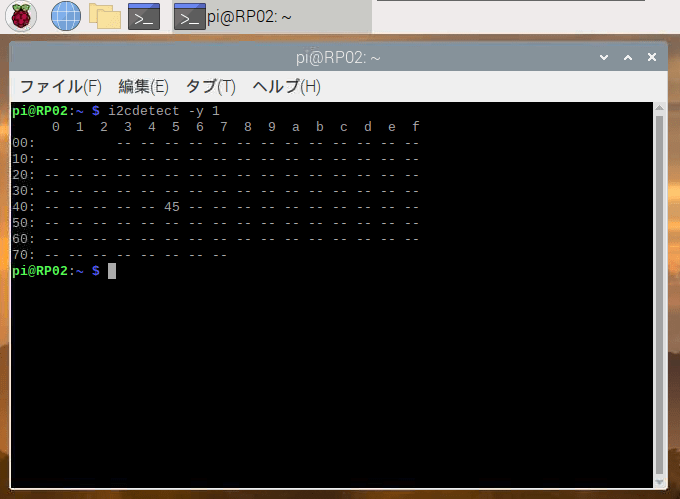 pi@RP02: ~
pi@RP02: ~
ファイル(F) 編集(E) タブ(T) ヘルプ(H)
pi@RP02:~ $ i2cdetect -y 1
     0  1  2  3  4  5  6  7  8  9  a  b  c  d  e  f
00:          -- -- -- -- -- -- -- -- -- -- -- -- --
10: -- -- -- -- -- -- -- -- -- -- -- -- -- -- -- --
20: -- -- -- -- -- -- -- -- -- -- -- -- -- -- -- --
30: -- -- -- -- -- -- -- -- -- -- -- -- -- -- -- --
40: -- -- -- -- -- 45 -- -- -- -- -- -- -- -- -- --
50: -- -- -- -- -- -- -- -- -- -- -- -- -- -- -- --
60: -- -- -- -- -- -- -- -- -- -- -- -- -- -- -- --
70: -- -- -- -- -- -- -- --
pi@RP02:~ $